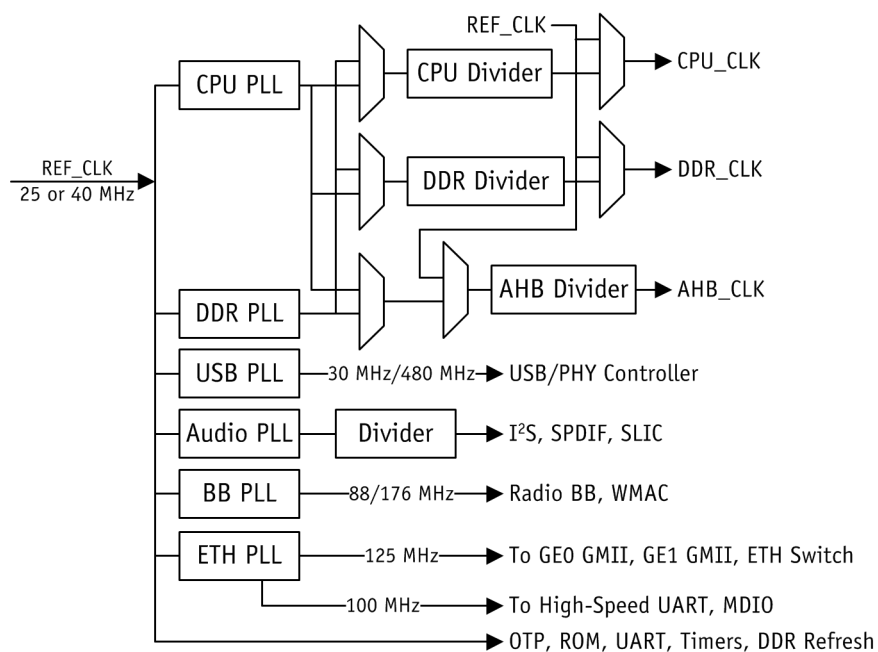 REF_CLK
CPU PLL
CPU Divider
CPU_CLK
REF_CLK
25 or 40 MHz
DDR Divider
DDR_CLK
DDR PLL
AHB Divider
AHB_CLK
USB PLL
30 MHz/480 MHz
USB/PHY Controller
Audio PLL
Divider
I²S, SPDIF, SLIC
BB PLL
88/176 MHz
Radio BB, WMAC
ETH PLL
125 MHz
To GE0 GMII, GE1 GMII, ETH Switch
100 MHz
To High-Speed UART, MDIO
OTP, ROM, UART, Timers, DDR Refresh